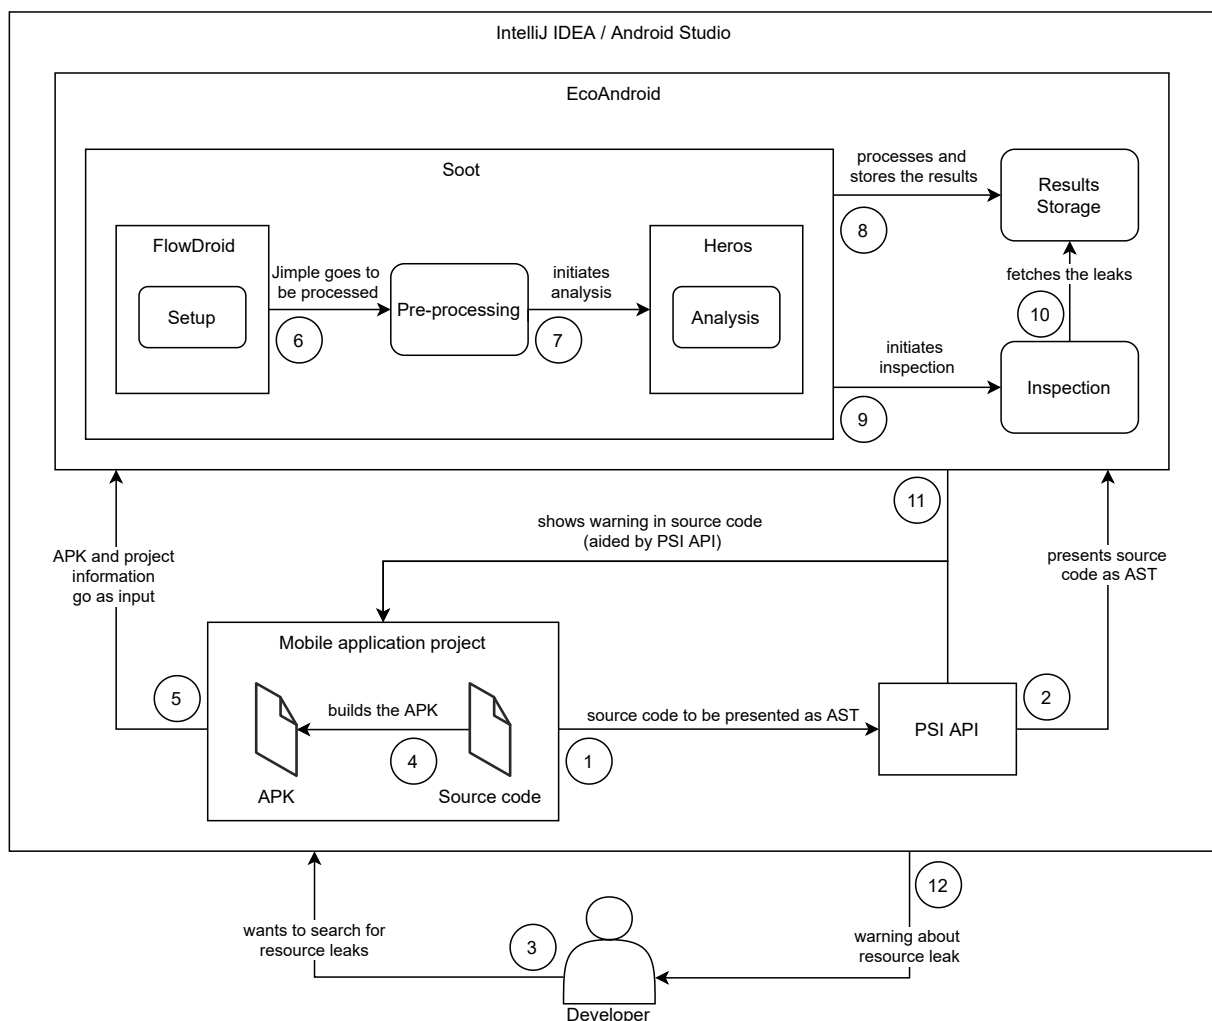 IntelliJ IDEA / Android Studio
EcoAndroid
Soot
processes and
stores the results
Results
Storage
8
FlowDroid
Setup
Jimple goes to
be processed
6
Pre-processing
initiates
analysis
7
Heros
Analysis
fetches the leaks
10
initiates
inspection
9
Inspection
11
shows warning in source code
(aided by PSI API)
APK and project
information
go as input
presents source
code as AST
Mobile application project
5
builds the APK
4
APK
Source code
source code to be presented as AST
1
PSI API
2
12
wants to search for
resource leaks
3
warning about
resource leak
Developer